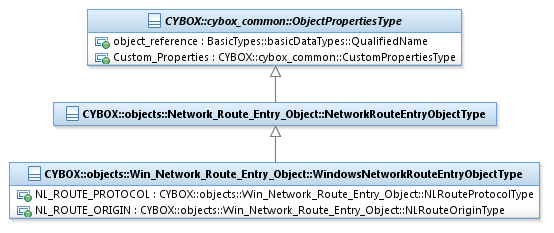 CYBOX::cybox_common::ObjectPropertiesType
object_reference : BasicTypes::basicDataTypes::QualifiedName
Custom_Properties : CYBOX::cybox_common::CustomPropertiesType
CYBOX::objects::Network_Route_Entry_Object::NetworkRouteEntryObjectType
CYBOX::objects::Win_Network_Route_Entry_Object::WindowsNetworkRouteEntryObjectType
NL_ROUTE_PROTOCOL : CYBOX::objects::Win_Network_Route_Entry_Object::NLRouteProtocolType
NL_ROUTE_ORIGIN : CYBOX::objects::Win_Network_Route_Entry_Object::NLRouteOriginType